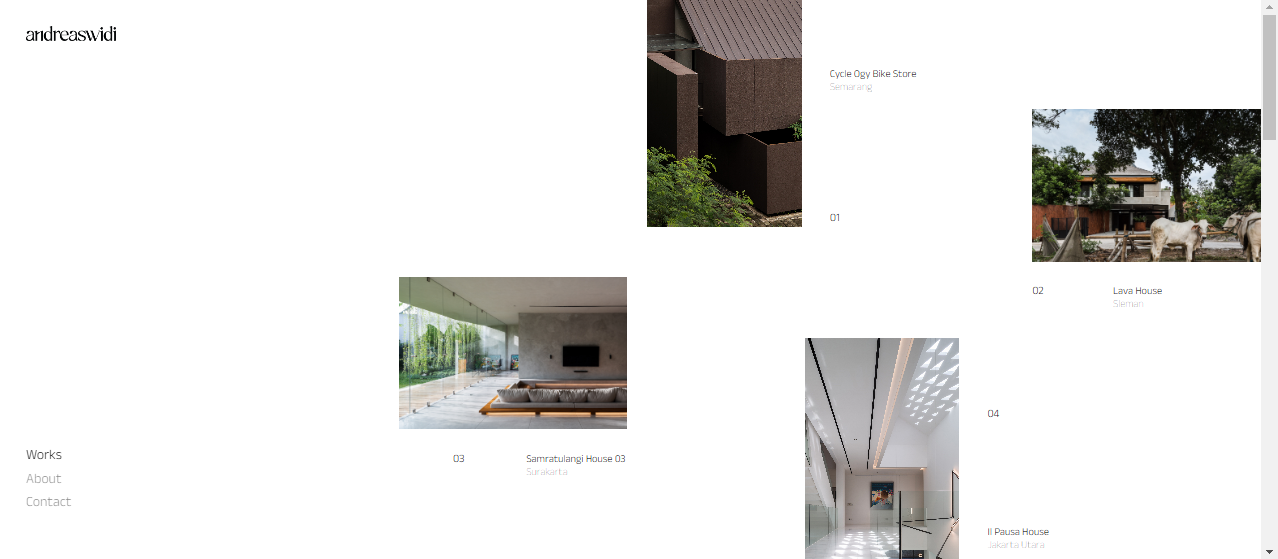 andreaswidi
Cycle Ogy Bike Store
Semarang
01
02
Lava House
Sleman
03
Samratulangi House 03
Surakarta
04
Il Pausa House
Jakarta Utara
Works
About
Contact